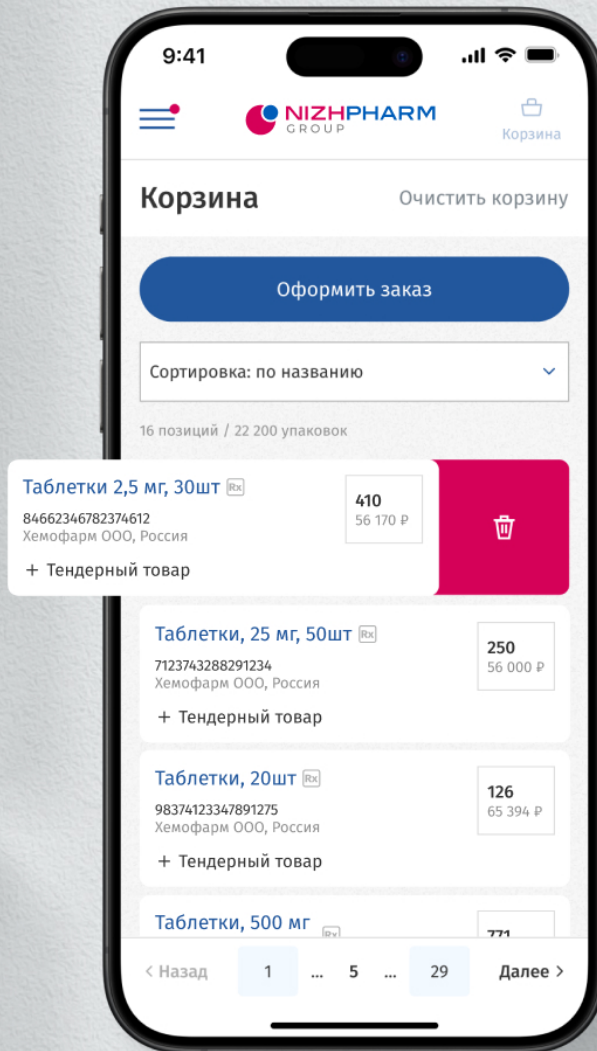 9:41
NIZHPHARM
GROUP
Корзина
Корзина
Очистить корзину
Оформить заказ
Сортировка: по названию
16 позиций / 22 200 упаковок
Таблетки 2,5 мг, 30шт Rx
84662346782374612
Хемофарм ООО, Россия
+ Тендерный товар
410
56 170 ₽
Таблетки, 25 мг, 50шт Rx
7123743288291234
Хемофарм ООО, Россия
+ Тендерный товар
250
56 000 ₽
Таблетки, 20шт Rx
98374123347891275
Хемофарм ООО, Россия
+ Тендерный товар
126
65 394 ₽
Таблетки, 500 мг Rx
771
< Назад 1 ... 5 ... 29 Далее >